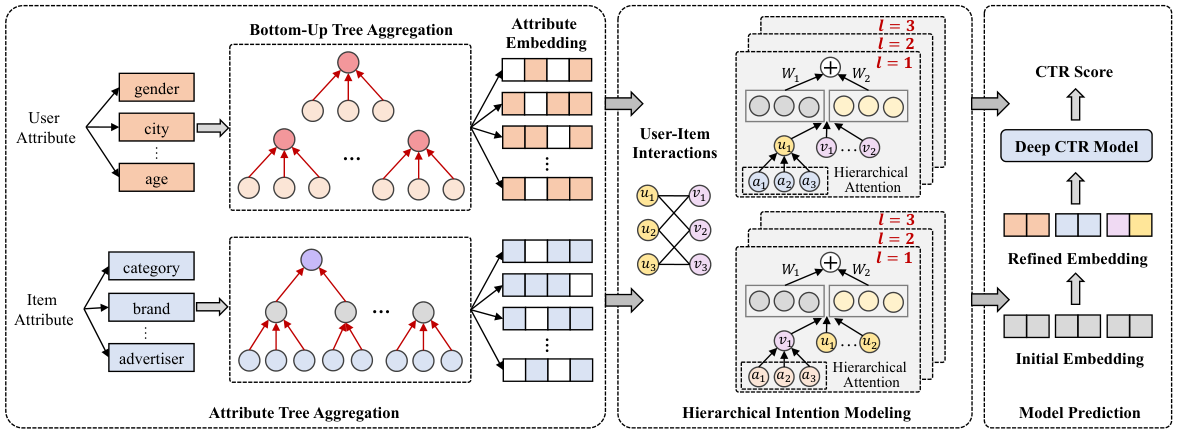 Bottom-Up Tree Aggregation
Attribute
Embedding
User
Attribute
gender
city
⋮
age
...
⋮
Item
Attribute
category
brand
⋮
advertiser
...
⋮
Attribute Tree Aggregation
User-Item
Interactions
u₁ v₁
u₂ v₂
u₃ v₃
l = 3
l = 2
l = 1
W₁ + W₂
u₁ v₁ ... v₂
a₁ a₂ a₃
Hierarchical
Attention
l = 3
l = 2
l = 1
W₁ + W₂
v₁ u₁ ... u₂
a₁ a₂ a₃
Hierarchical
Attention
Hierarchical Intention Modeling
CTR Score
Deep CTR Model
Refined Embedding
Initial Embedding
Model Prediction